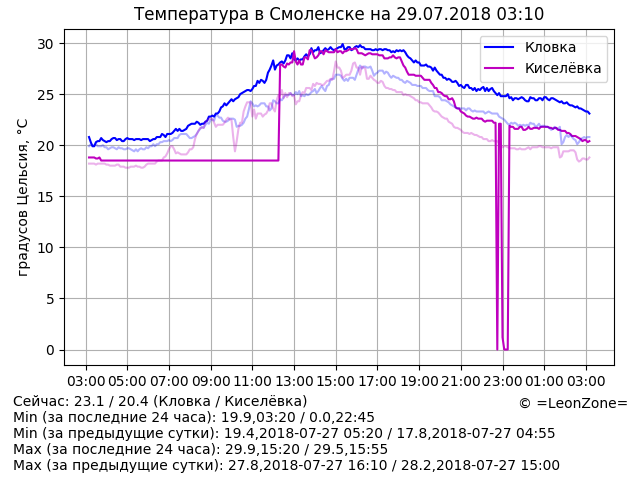 Температура в Смоленске на 29.07.2018 03:10
Кловка
Киселёвка
градусов Цельсия, °C
30
25
20
15
10
5
0
03:00 05:00 07:00 09:00 11:00 13:00 15:00 17:00 19:00 21:00 23:00 01:00 03:00
Сейчас: 23.1 / 20.4 (Кловка / Киселёвка)
© =LeonZone=
Min (за последние 24 часа): 19.9,03:20 / 0.0,22:45
Min (за предыдущие сутки): 19.4,2018-07-27 05:20 / 17.8,2018-07-27 04:55
Max (за последние 24 часа): 29.9,15:20 / 29.5,15:55
Max (за предыдущие сутки): 27.8,2018-07-27 16:10 / 28.2,2018-07-27 15:00